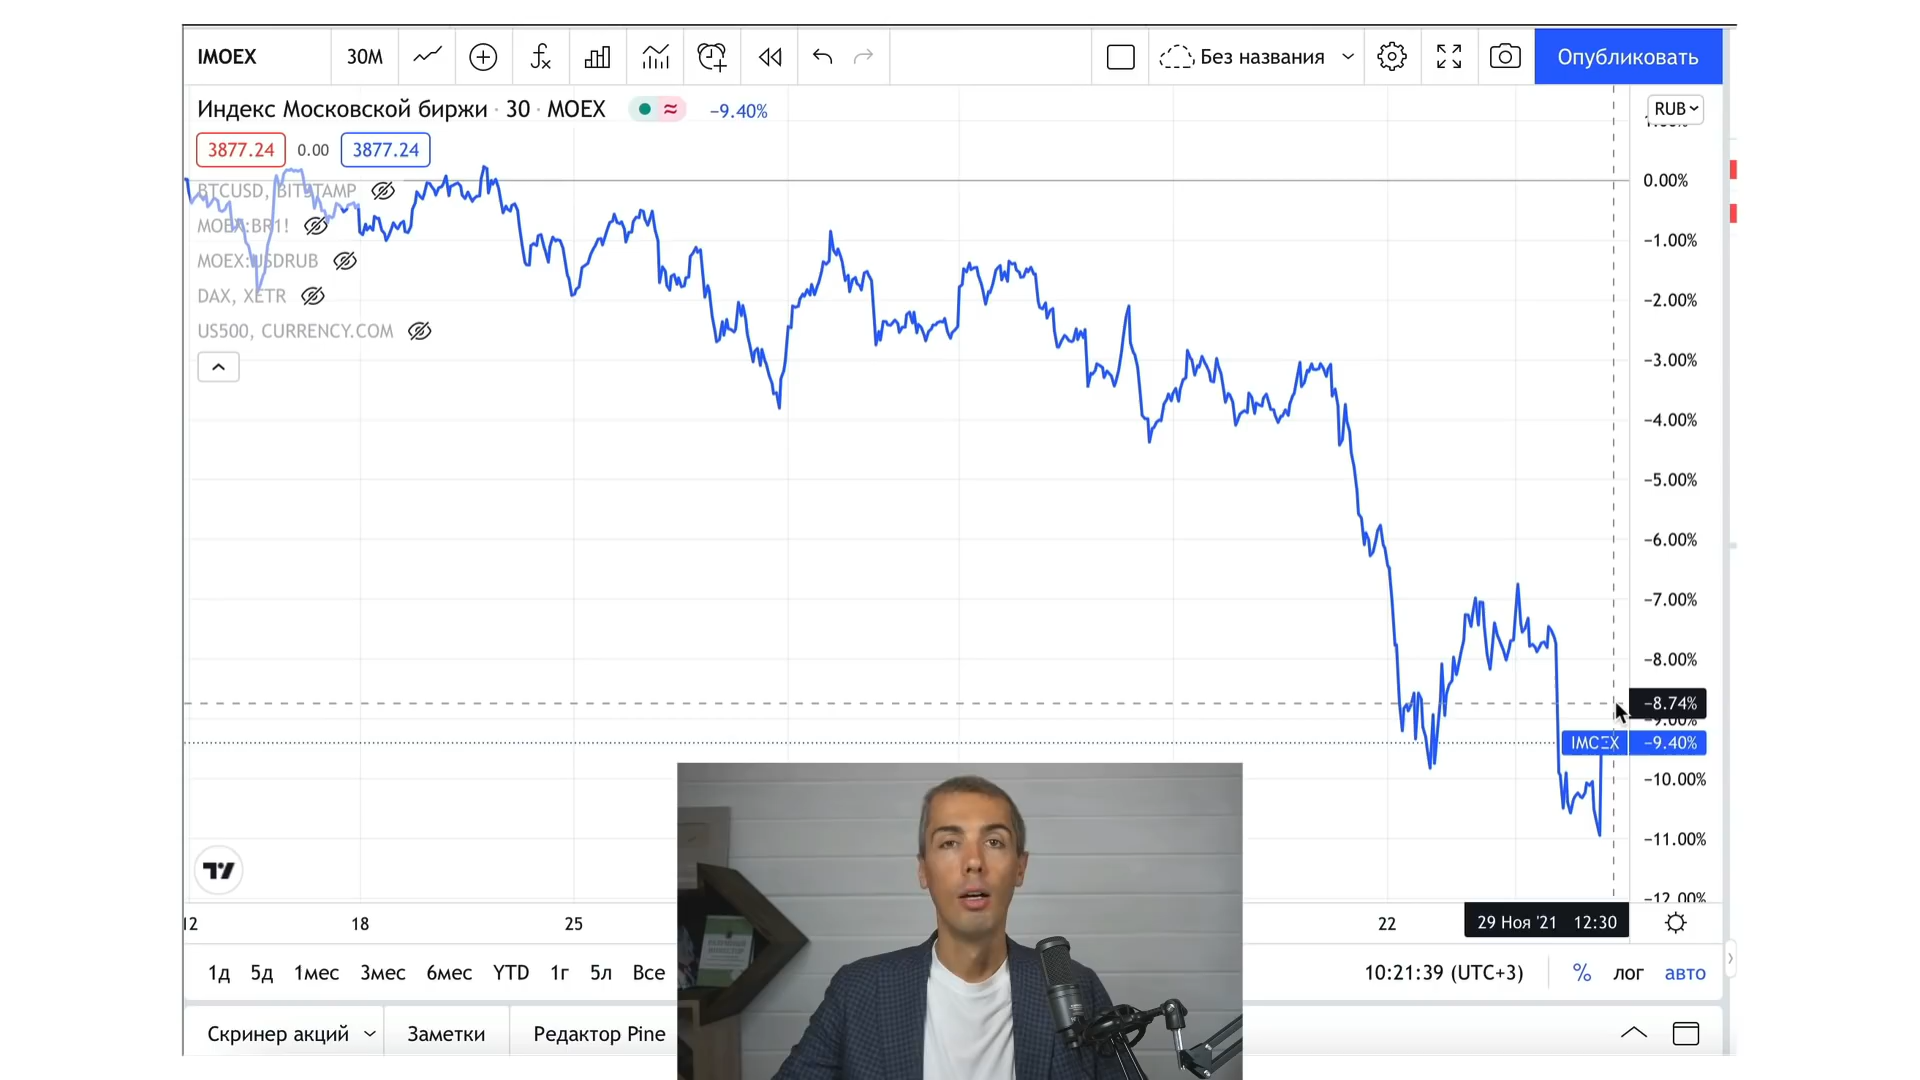 IMOEX 30М Без названия Опубликовать
Индекс Московской биржи · 30 · MOEX −9.40% RUB
3877.24 0.00 3877.24
BTCUSD, BITSTAMP
MOEX:BR1!
MOEX:USDRUB
DAX, XETR
US500, CURRENCY.COM
0.00%
−1.00%
−2.00%
−3.00%
−4.00%
−5.00%
−6.00%
−7.00%
−8.00%
−8.74%
−9.00%
IMOEX −9.40%
−10.00%
−11.00%
−12.00%
12 18 25 22 29 Ноя '21 12:30
1д 5д 1мес 3мес 6мес YTD 1г 5л Все 10:21:39 (UTC+3) % лог авто
Скринер акций Заметки Редактор Pine